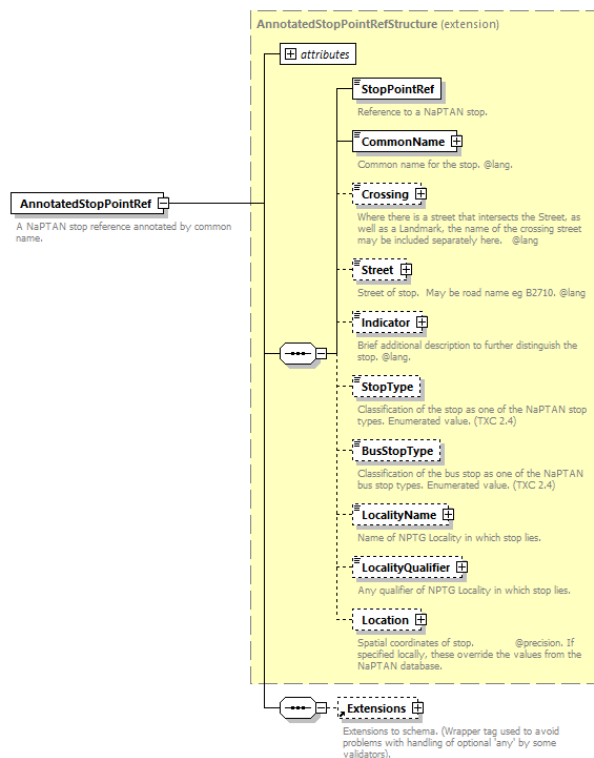 AnnotatedStopPointRefStructure (extension)
attributes
StopPointRef
Reference to a NaPTAN stop.
CommonName
Common name for the stop. @lang.
Crossing
Where there is a street that intersects the Street, as
well as a Landmark, the name of the crossing street
may be included separately here. @lang
AnnotatedStopPointRef
A NaPTAN stop reference annotated by common
name.
Street
Street of stop. May be road name eg B2710. @lang
Indicator
Brief additional description to further distinguish the
stop. @lang.
StopType
Classification of the stop as one of the NaPTAN stop
types. Enumerated value. (TXC 2.4)
BusStopType
Classification of the bus stop as one of the NaPTAN
bus stop types. Enumerated value. (TXC 2.4)
LocalityName
Name of NPTG Locality in which stop lies.
LocalityQualifier
Any qualifier of NPTG Locality in which stop lies.
Location
Spatial coordinates of stop. @precision. If
specified locally, these override the values from the
NaPTAN database.
Extensions
Extensions to schema. (Wrapper tag used to avoid
problems with handling of optional 'any' by some
validators).